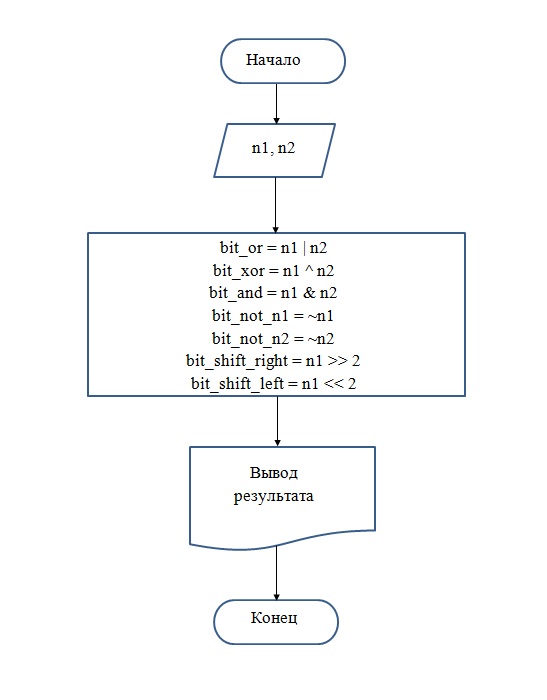 Начало
n1, n2
bit_or = n1 | n2
bit_xor = n1 ^ n2
bit_and = n1 & n2
bit_not_n1 = ~n1
bit_not_n2 = ~n2
bit_shift_right = n1 >> 2
bit_shift_left = n1 << 2
Вывод
результата
Конец